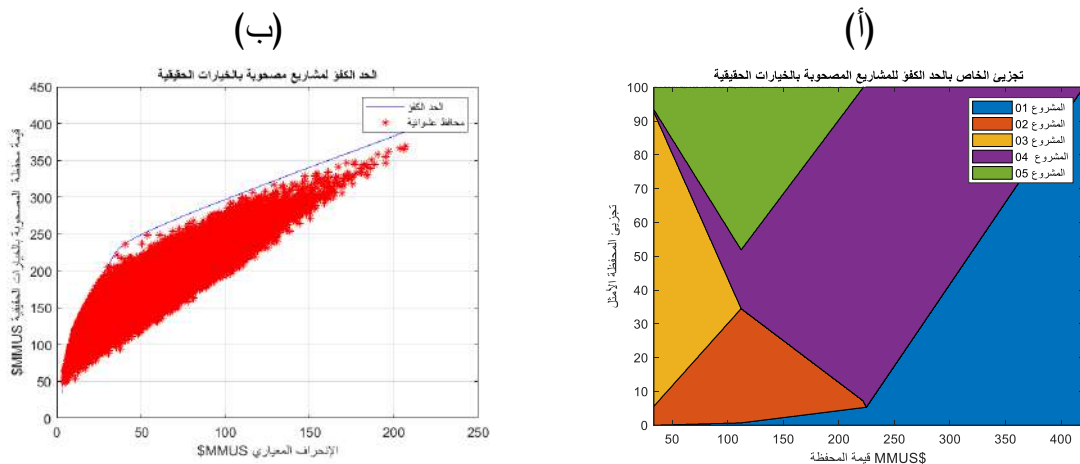 (أ)
تجزيئ الخاص بالحد الكفؤ للمشاريع المصحوبة بالخيارات الحقيقية
المشروع 01
المشروع 02
المشروع 03
المشروع 04
المشروع 05
تجزيئ المحفظة الأمثل
100
90
80
70
60
50
40
30
20
10
0
50 100 150 200 250 300 350 400
قيمة المحفظة MMUS$
(ب)
الحد الكفؤ لمشاريع مصحوبة بالخيارات الحقيقية
الحد الكفؤ
محافظ عشوائية
قيمة محفظة المصحوبة بالخيارات الحقيقية MMUS$
450
400
350
300
250
200
150
100
50
0
0 50 100 150 200 250
الإنحراف المعياري MMUS$